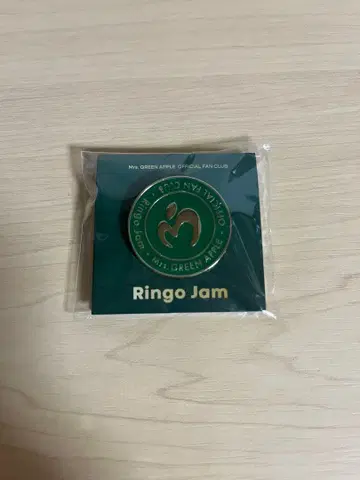 Mrs. GREEN APPLE OFFICIAL FAN CLUB
OFFICIAL FAN CLUB
Ringo Jam
Mrs. GREEN APPLE
Ringo Jam